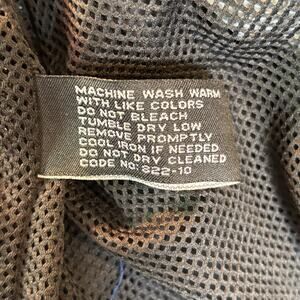 MACHINE WASH WARM
WITH LIKE COLORS
DO NOT BLEACH
TUMBLE DRY LOW
REMOVE PROMPTLY
COOL IRON IF NEEDED
DO NOT DRY CLEANED
CODE NO: 822-10